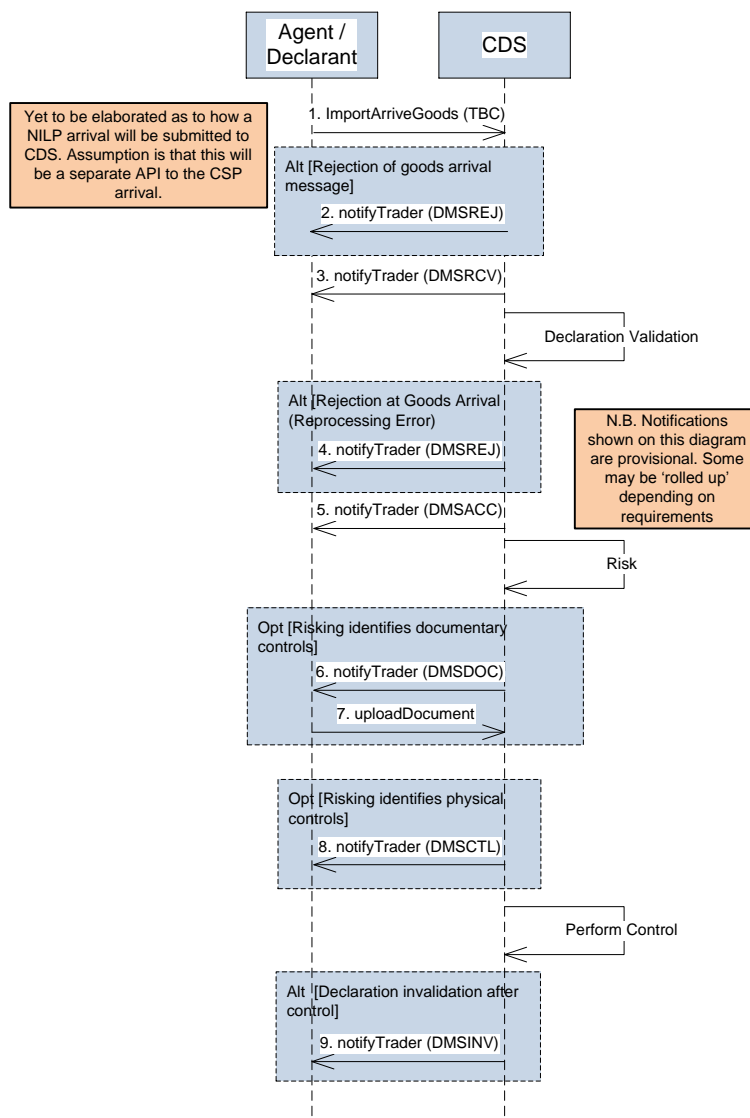 Agent /
Declarant
CDS
Yet to be elaborated as to how a
NILP arrival will be submitted to
CDS. Assumption is that this will
be a separate API to the CSP
arrival.
1. ImportArriveGoods (TBC)
Alt [Rejection of goods arrival
message]
2. notifyTrader (DMSREJ)
3. notifyTrader (DMSRCV)
Declaration Validation
Alt [Rejection at Goods Arrival
(Reprocessing Error)
4. notifyTrader (DMSREJ)
N.B. Notifications
shown on this diagram
are provisional. Some
may be ‘rolled up’
depending on
requirements
5. notifyTrader (DMSACC)
Risk
Opt [Risking identifies documentary
controls]
6. notifyTrader (DMSDOC)
7. uploadDocument
Opt [Risking identifies physical
controls]
8. notifyTrader (DMSCTL)
Perform Control
Alt [Declaration invalidation after
control]
9. notifyTrader (DMSINV)